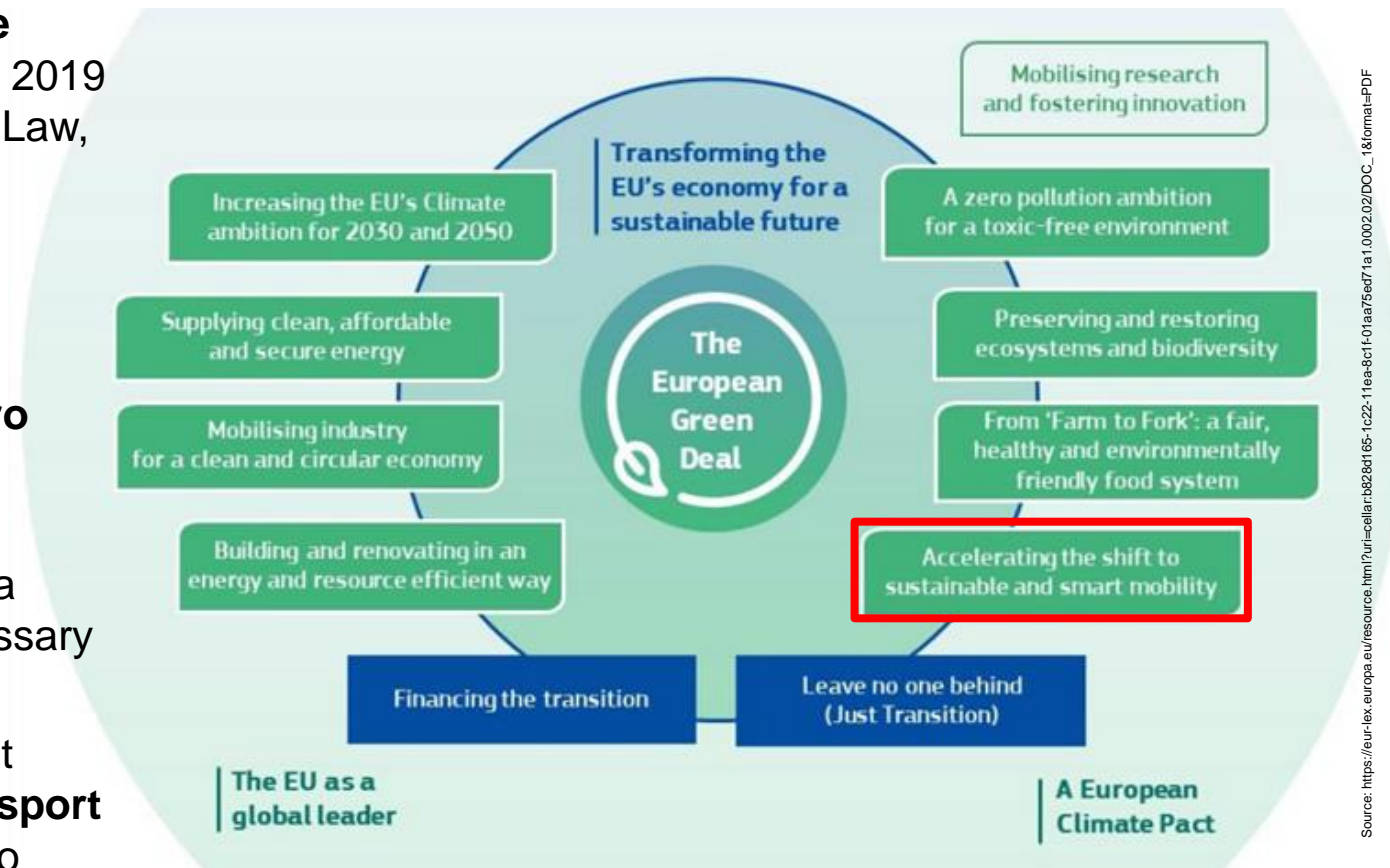 e
2019
Law,
ro
a
ssary
t
sport
o
Mobilising research
and fostering innovation
Transforming the
EU's economy for a
sustainable future
Increasing the EU's Climate
ambition for 2030 and 2050
Supplying clean, affordable
and secure energy
Mobilising industry
for a clean and circular economy
Building and renovating in an
energy and resource efficient way
The
European
Green
Deal
A zero pollution ambition
for a toxic-free environment
Preserving and restoring
ecosystems and biodiversity
From 'Farm to Fork': a fair,
healthy and environmentally
friendly food system
Accelerating the shift to
sustainable and smart mobility
Financing the transition
Leave no one behind
(Just Transition)
The EU as a
global leader
A European
Climate Pact
Source: https://eur-lex.europa.eu/resource.html?uri=cellar:b828d165-1c22-11ea-8c1f-01aa75ed71a1.0002.02/DOC_1&format=PDF